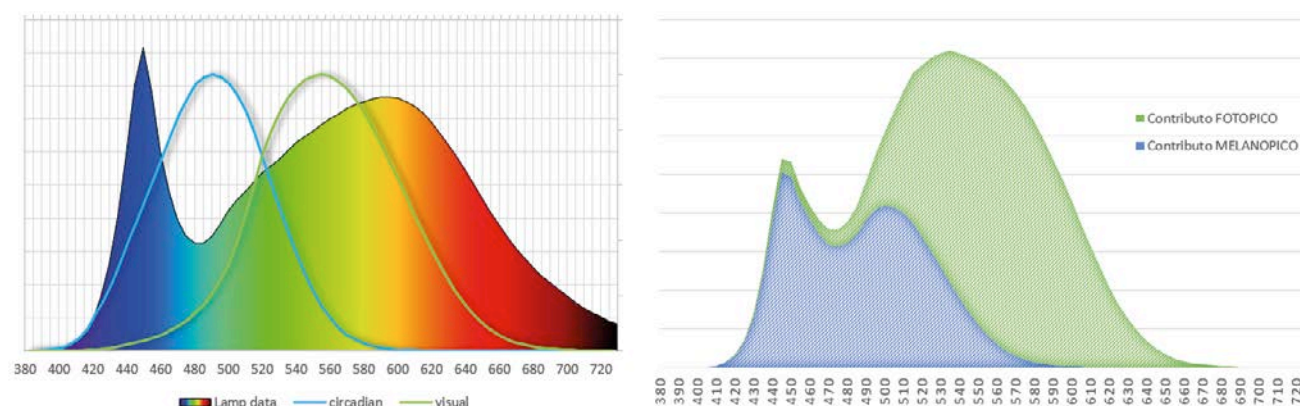 380 400 420 440 460 480 500 520 540 560 580 600 620 640 660 680 700 720
Lamp data circadian visual
Contributo FOTOPICO
Contributo MELANOPICO
380 390 400 410 420 430 440 450 460 470 480 490 500 510 520 530 540 550 560 570 580 590 600 610 620 630 640 650 660 670 680 690 700 710 720